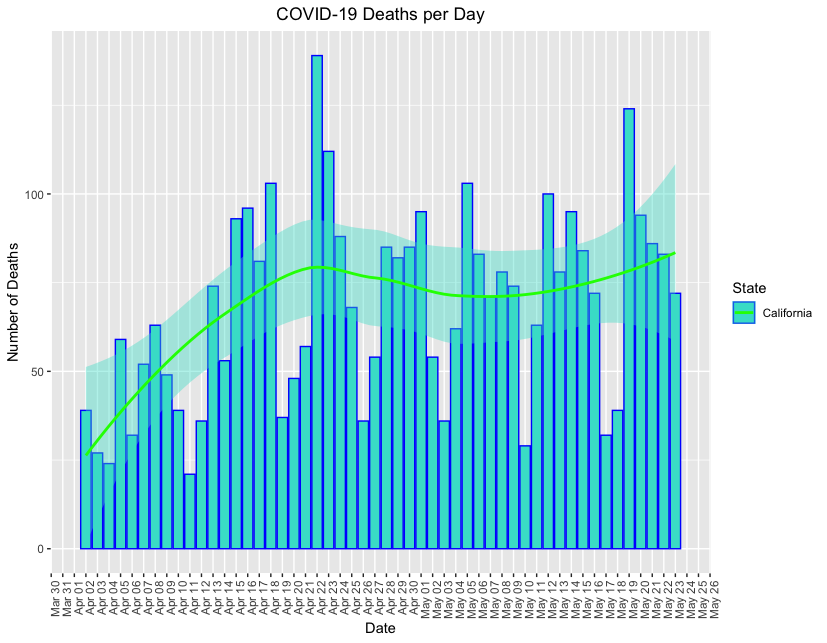 COVID-19 Deaths per Day
Number of Deaths
100
50
0
Mar 30
Mar 31
Apr 01
Apr 02
Apr 03
Apr 04
Apr 05
Apr 06
Apr 07
Apr 08
Apr 09
Apr 10
Apr 11
Apr 12
Apr 13
Apr 14
Apr 15
Apr 16
Apr 17
Apr 18
Apr 19
Apr 20
Apr 21
Apr 22
Apr 23
Apr 24
Apr 25
Apr 26
Apr 27
Apr 28
Apr 29
Apr 30
May 01
May 02
May 03
May 04
May 05
May 06
May 07
May 08
May 09
May 10
May 11
May 12
May 13
May 14
May 15
May 16
May 17
May 18
May 19
May 20
May 21
May 22
May 23
May 24
May 25
May 26
Date
State
California